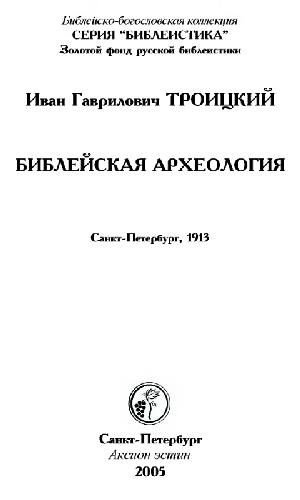 Библейско-богословская коллекция
СЕРИЯ "БИБЛЕИСТИКА"
Золотой фонд русской библеистики
Иван Гаврилович ТРОИЦКИЙ
БИБЛЕЙСКАЯ АРХЕОЛОГИЯ
Санкт-Петербург, 1913
Санкт-Петербург
Аксион эстин
2005